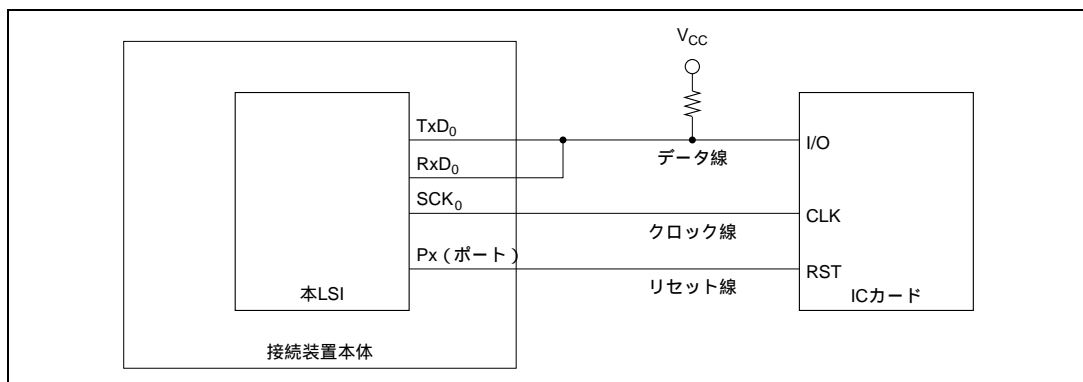 V_CC
TxD₀
I/O
データ線
RxD₀
SCK₀
CLK
クロック線
Px(ポート)
RST
リセット線
本LSI
ICカード
接続装置本体